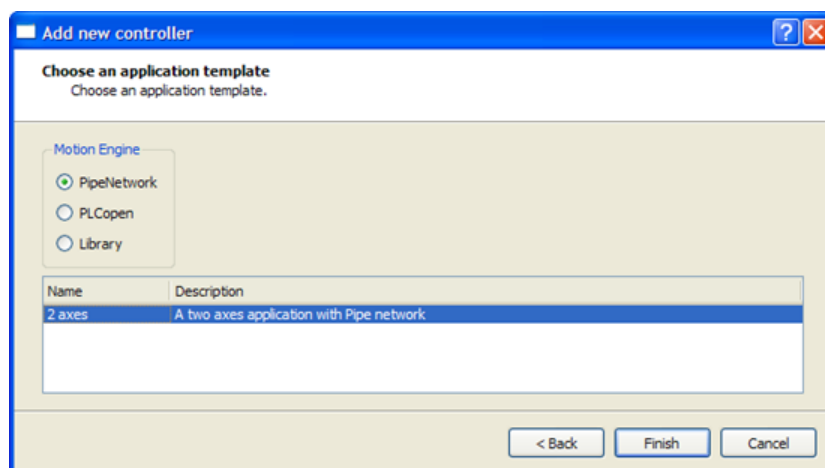 Add new controller
Choose an application template
Choose an application template.
Motion Engine
PipeNetwork
PLCopen
Library
Name Description
2 axes A two axes application with Pipe network
< Back Finish Cancel